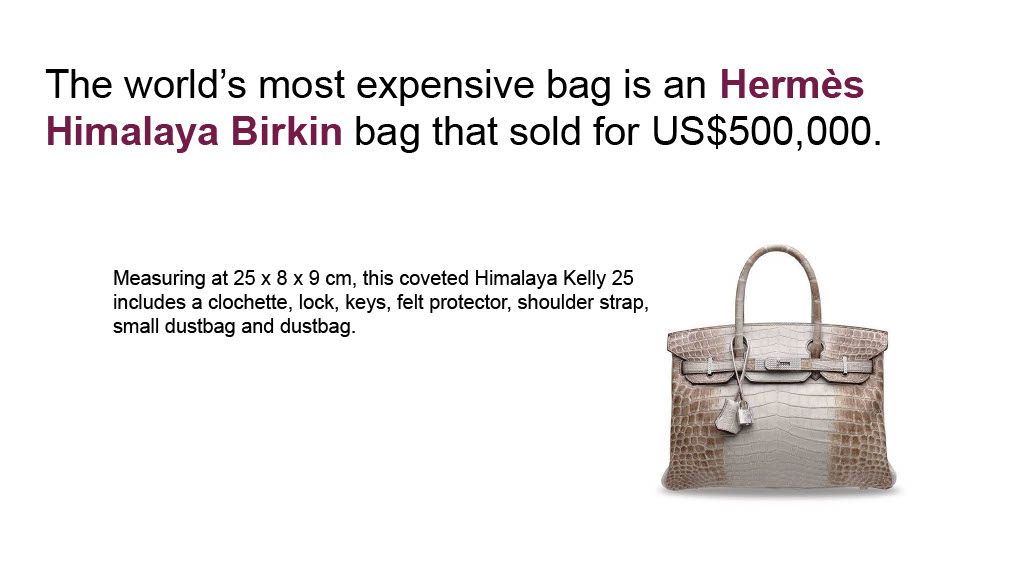 The world’s most expensive bag is an Hermès
Himalaya Birkin bag that sold for US$500,000.
Measuring at 25 x 8 x 9 cm, this coveted Himalaya Kelly 25
includes a clochette, lock, keys, felt protector, shoulder strap,
small dustbag and dustbag.